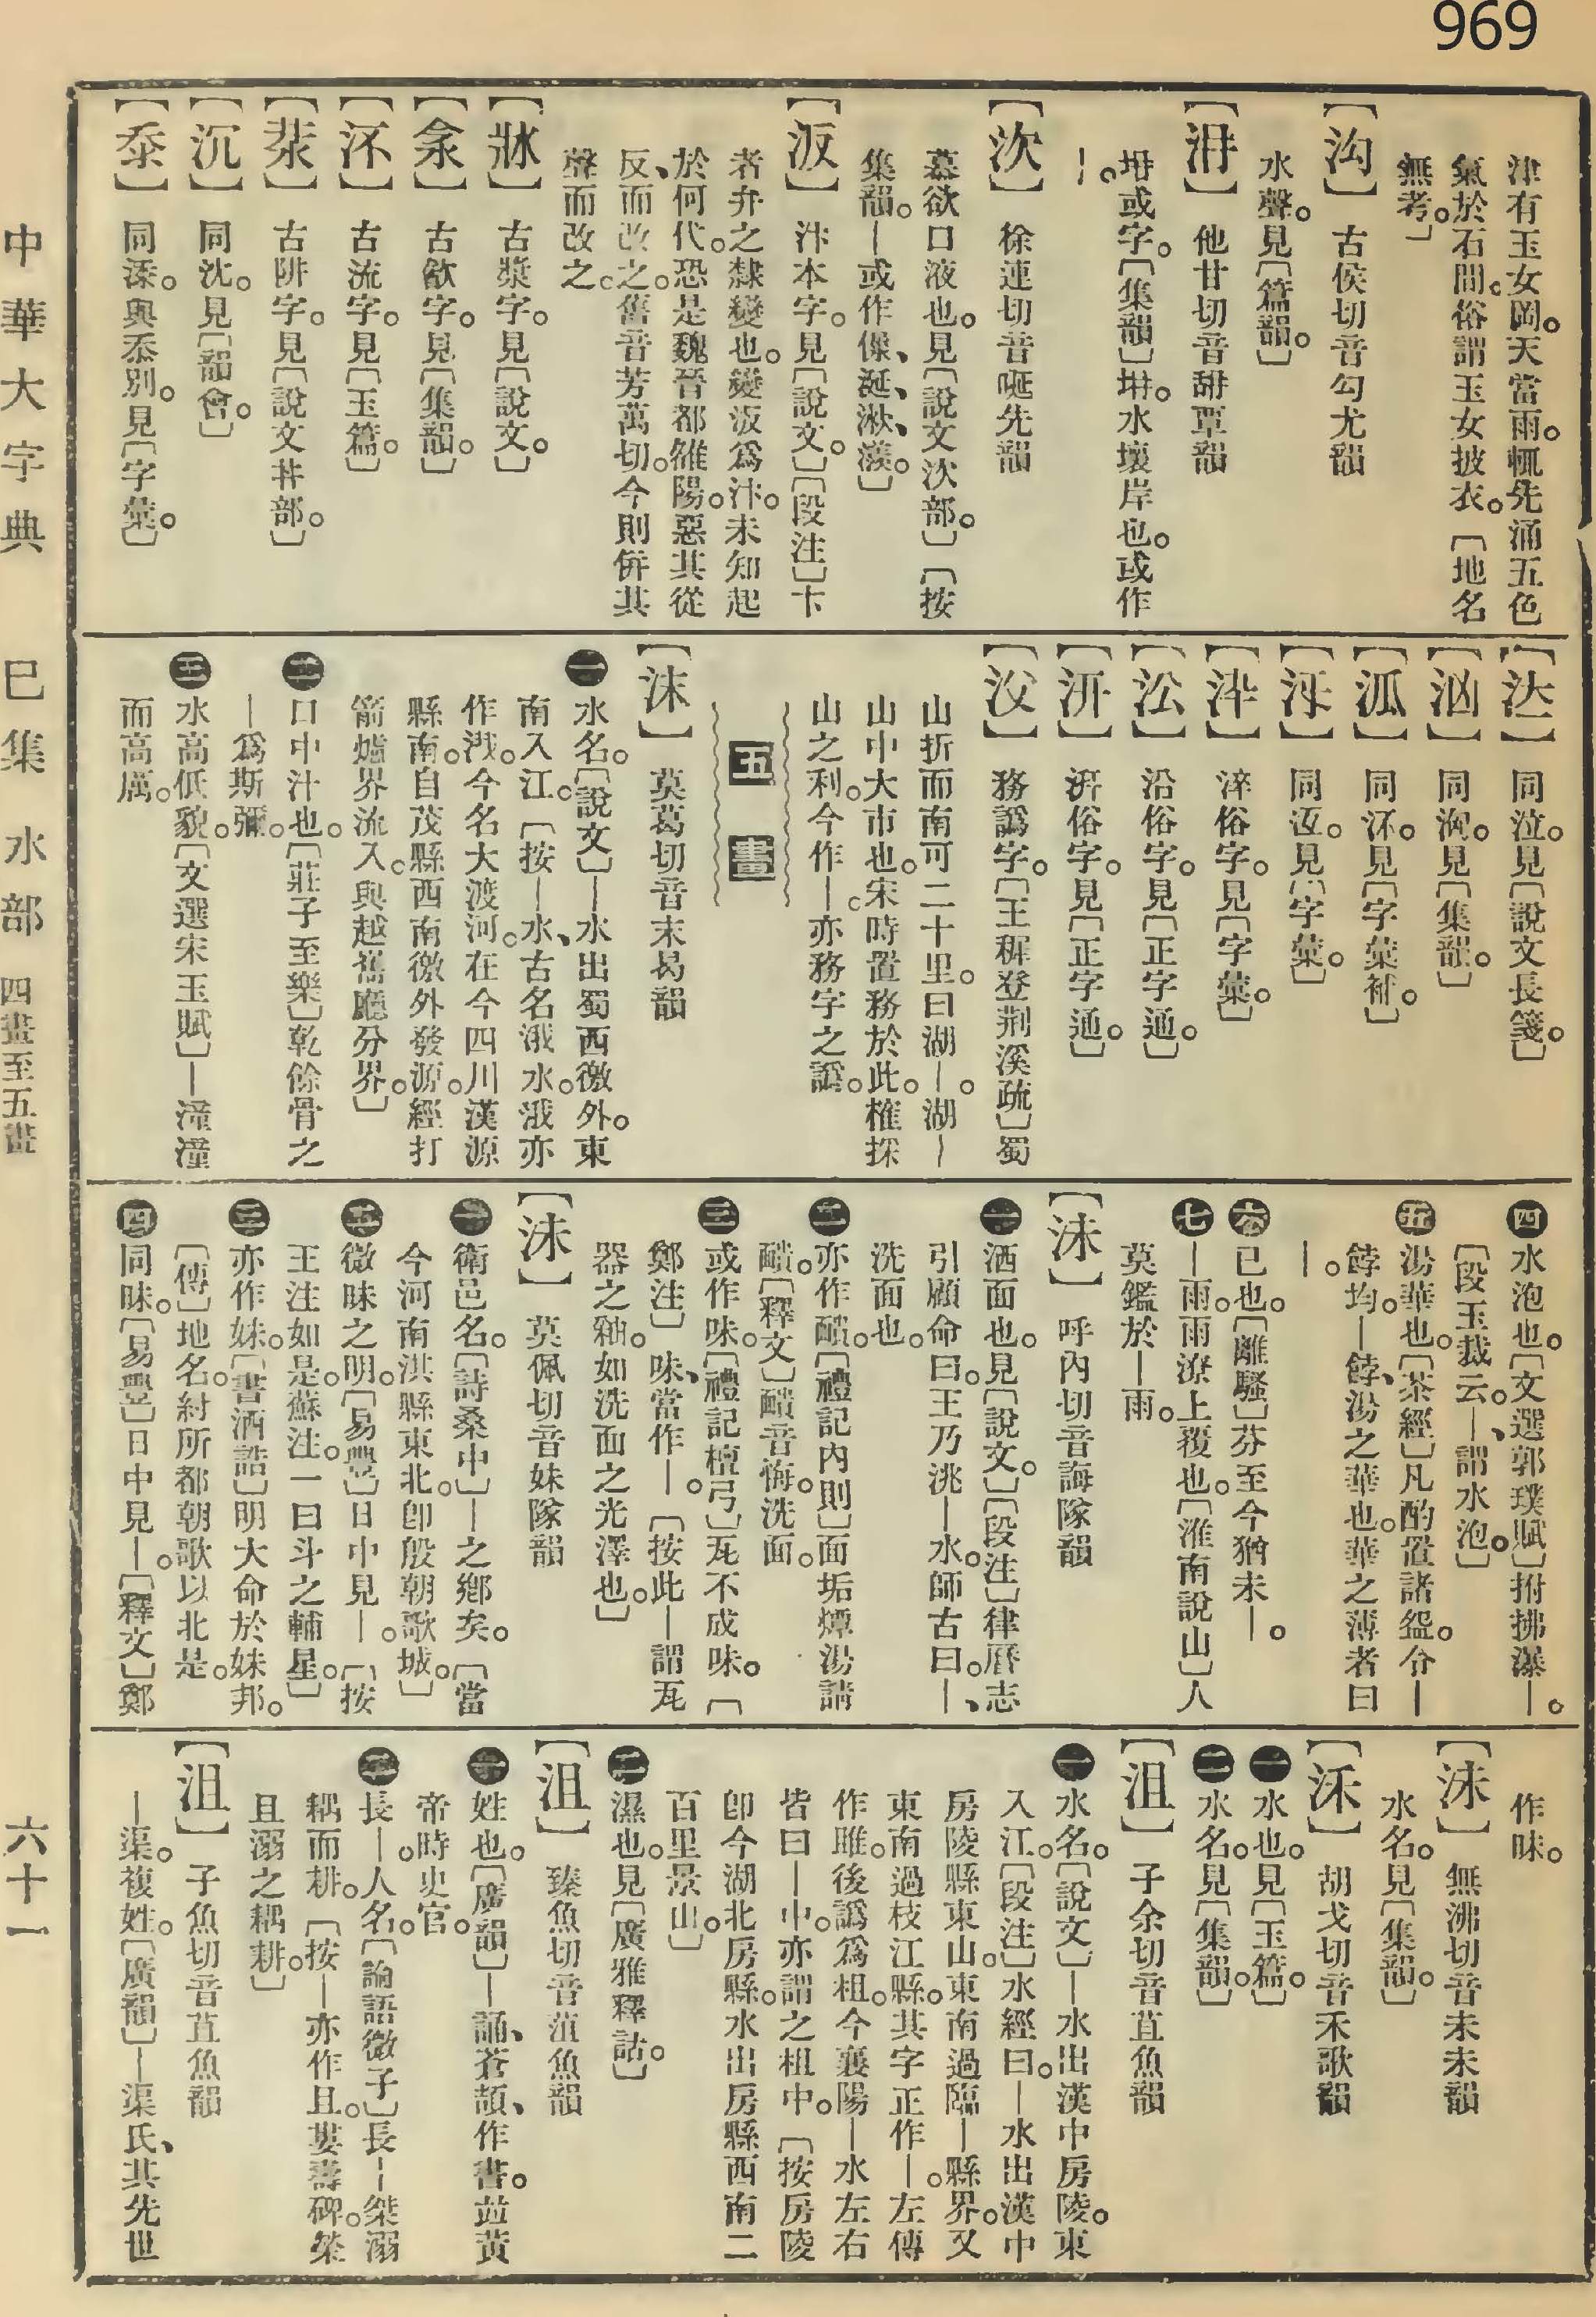 969
津有玉女岡。天當雨。輒先涌五色
氣於石間。俗謂玉女披衣。〔地名
無考。〕
【沟】古侯切音勾尤韻
水聲。見〔篇韻。〕
【泔】他甘切音甜覃韻
坍或字。〔集韻〕坍。水壞岸也。或作
｜。
【㳄】徐連切音唌先韻
慕欲口液也。見〔說文㳄部。〕〔按
集韻。｜或作
【汳】汴本字。見〔說文。〕〔段注〕卞
者弁之隸變也。變汳爲汴。未知起
於何代。恐是魏晉都雒陽。惡其從
反、而改之。舊音芳萬切。今則併其
聲而改之。
古漿字。見〔說文。〕
【㱃】古歙字。見〔集韻。〕
古流字。見〔玉篇。〕
古阱字。見〔說文井部。〕
【沉】同沈。見〔韻會。〕
同漆。與忝別。見〔字彙。〕
同泣。見〔說文長箋。〕
【汹】同洶。見〔集韻。〕
【泒】同沠。見〔字彙補。〕
同沍。見〔字彙。〕
淬俗字。見〔字彙。〕
【㳂】沿俗字。見〔正字通。〕
【汧】汧俗字。見〔正字通。〕
務譌字。〔王穉登荆溪疏〕蜀
山折而南可二十里。曰湖｜。湖｜
山中大市也。宋時置務於此。榷採
山之利。今作｜。亦務字之譌。
五　畫
【沫】莫葛切音末曷韻
㊀水名。〔說文〕｜水出蜀西徼外。東
南入江。〔按｜水、古名涐水。涐亦
作渽。今名大渡河。在今四川漢源
縣南。自茂縣西南徼外發源。經打
箭爐界流入。與越嶲廳分界。〕
㊁口中汁也。〔莊子至樂〕乾餘骨之
｜爲斯彌。
㊂水高低貌。〔文選宋玉賦〕｜潼潼
而高厲。
㊃水泡也。〔文選郭璞賦〕拊拂瀑｜。
〔段玉裁云。｜、謂水泡。〕
㊄湯華也。〔茶經〕凡酌置諸盌。令｜
餑均。｜餑、湯之華也。華之薄者曰
｜。
㊅已也。〔離騷〕芬至今猶未｜。
㊆｜雨。雨潦上覆也。〔淮南說山〕人
莫鑑於｜雨。
【沬】呼內切音誨隊韻
㊀洒面也。見〔說文。〕〔段注〕律厤志
引顧命曰。王乃洮｜水。師古曰。｜、
洗面也。
㊁亦作靧。〔禮記內則〕面垢燂湯請
靧。〔釋文〕靧音悔。洗面。
㊂或作味。〔禮記檀弓〕瓦不成味。〔
鄭注〕味、當作｜。〔按此｜謂瓦
器之釉。如洗面之光澤也。〕
【沬】莫佩切音妹隊韻
㊀衛邑名。〔詩桑中〕｜之鄉矣。〔當
今河南淇縣東北。卽殷朝歌城。〕
㊁微昧之明。〔易豐〕日中見｜。〔按
王注如是。蘇注。一曰斗之輔星。〕
㊂亦作妹。〔書酒誥〕明大命於妹邦。
〔傳〕地名。紂所都朝歌以北是。
㊃同昧。〔易豐〕日中見｜。〔釋文〕鄭
作昧。
【沬】無沸切音未未韻
水名。見〔集韻。〕
【沃】胡戈切音禾歌韻
㊀水也。見〔玉篇。〕
㊁水名。見〔集韻。〕
【沮】子余切音苴魚韻
㊀水名。〔說文〕｜水出漢中房陵。東
入江。〔段注〕水經曰。｜水出漢中
房陵縣東山。東南過臨｜縣界。又
東南過枝江縣。其字正作｜。左傳
作雎。後譌爲柤。今襄陽｜水左右
皆曰｜中。亦謂之柤中。〔按房陵
卽今湖北房縣。水出房縣西南二
百里景山。〕
㊁濕也。見〔廣雅釋詁。〕
【沮】臻魚切音菹魚韻
㊀姓也。〔廣韻〕｜誦、蒼頡、作書。竝黃
帝時史官。
㊁長｜。人名。〔論語微子〕長｜桀溺
耦而耕。〔按｜亦作且。婁壽碑。榮
且溺之耦耕。〕
【沮】子魚切音苴魚韻
｜渠。複姓。〔廣韻〕｜渠氏、其先世
中華大字典　巳集　水部　四畫至五畫　六十一